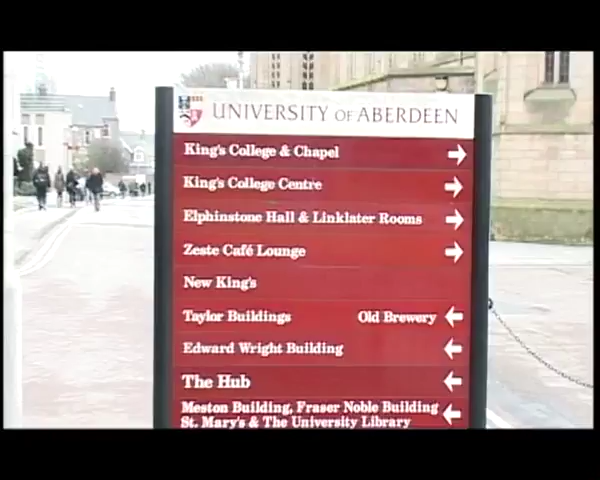 UNIVERSITY OF ABERDEEN
King's College & Chapel
King's College Centre
Elphinstone Hall & Linklater Rooms
Zeste Café Lounge
New King's
Taylor Buildings Old Brewery
Edward Wright Building
The Hub
Meston Building, Fraser Noble Building
St. Mary's & The University Library